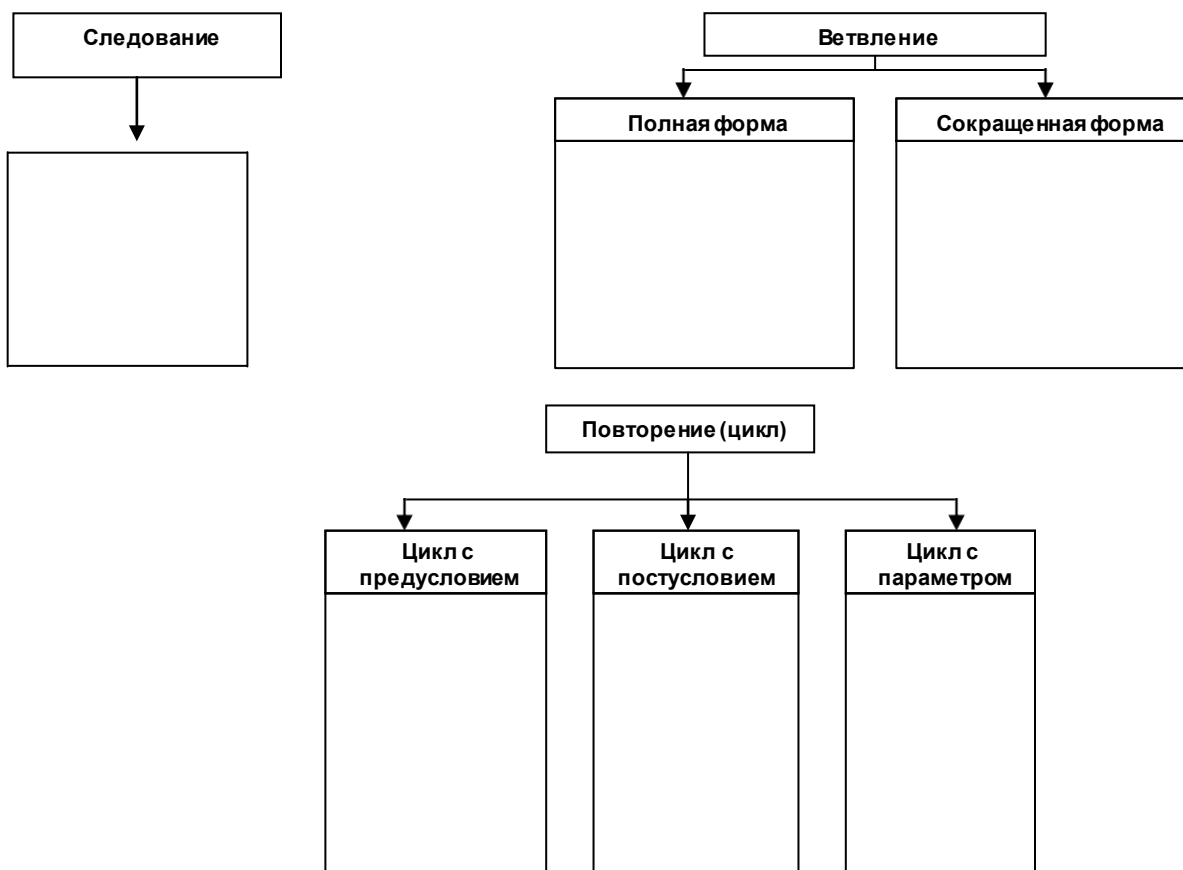 Следование
Ветвление
Полная форма
Сокращенная форма
Повторение (цикл)
Цикл с
предусловием
Цикл с
постусловием
Цикл с
параметром